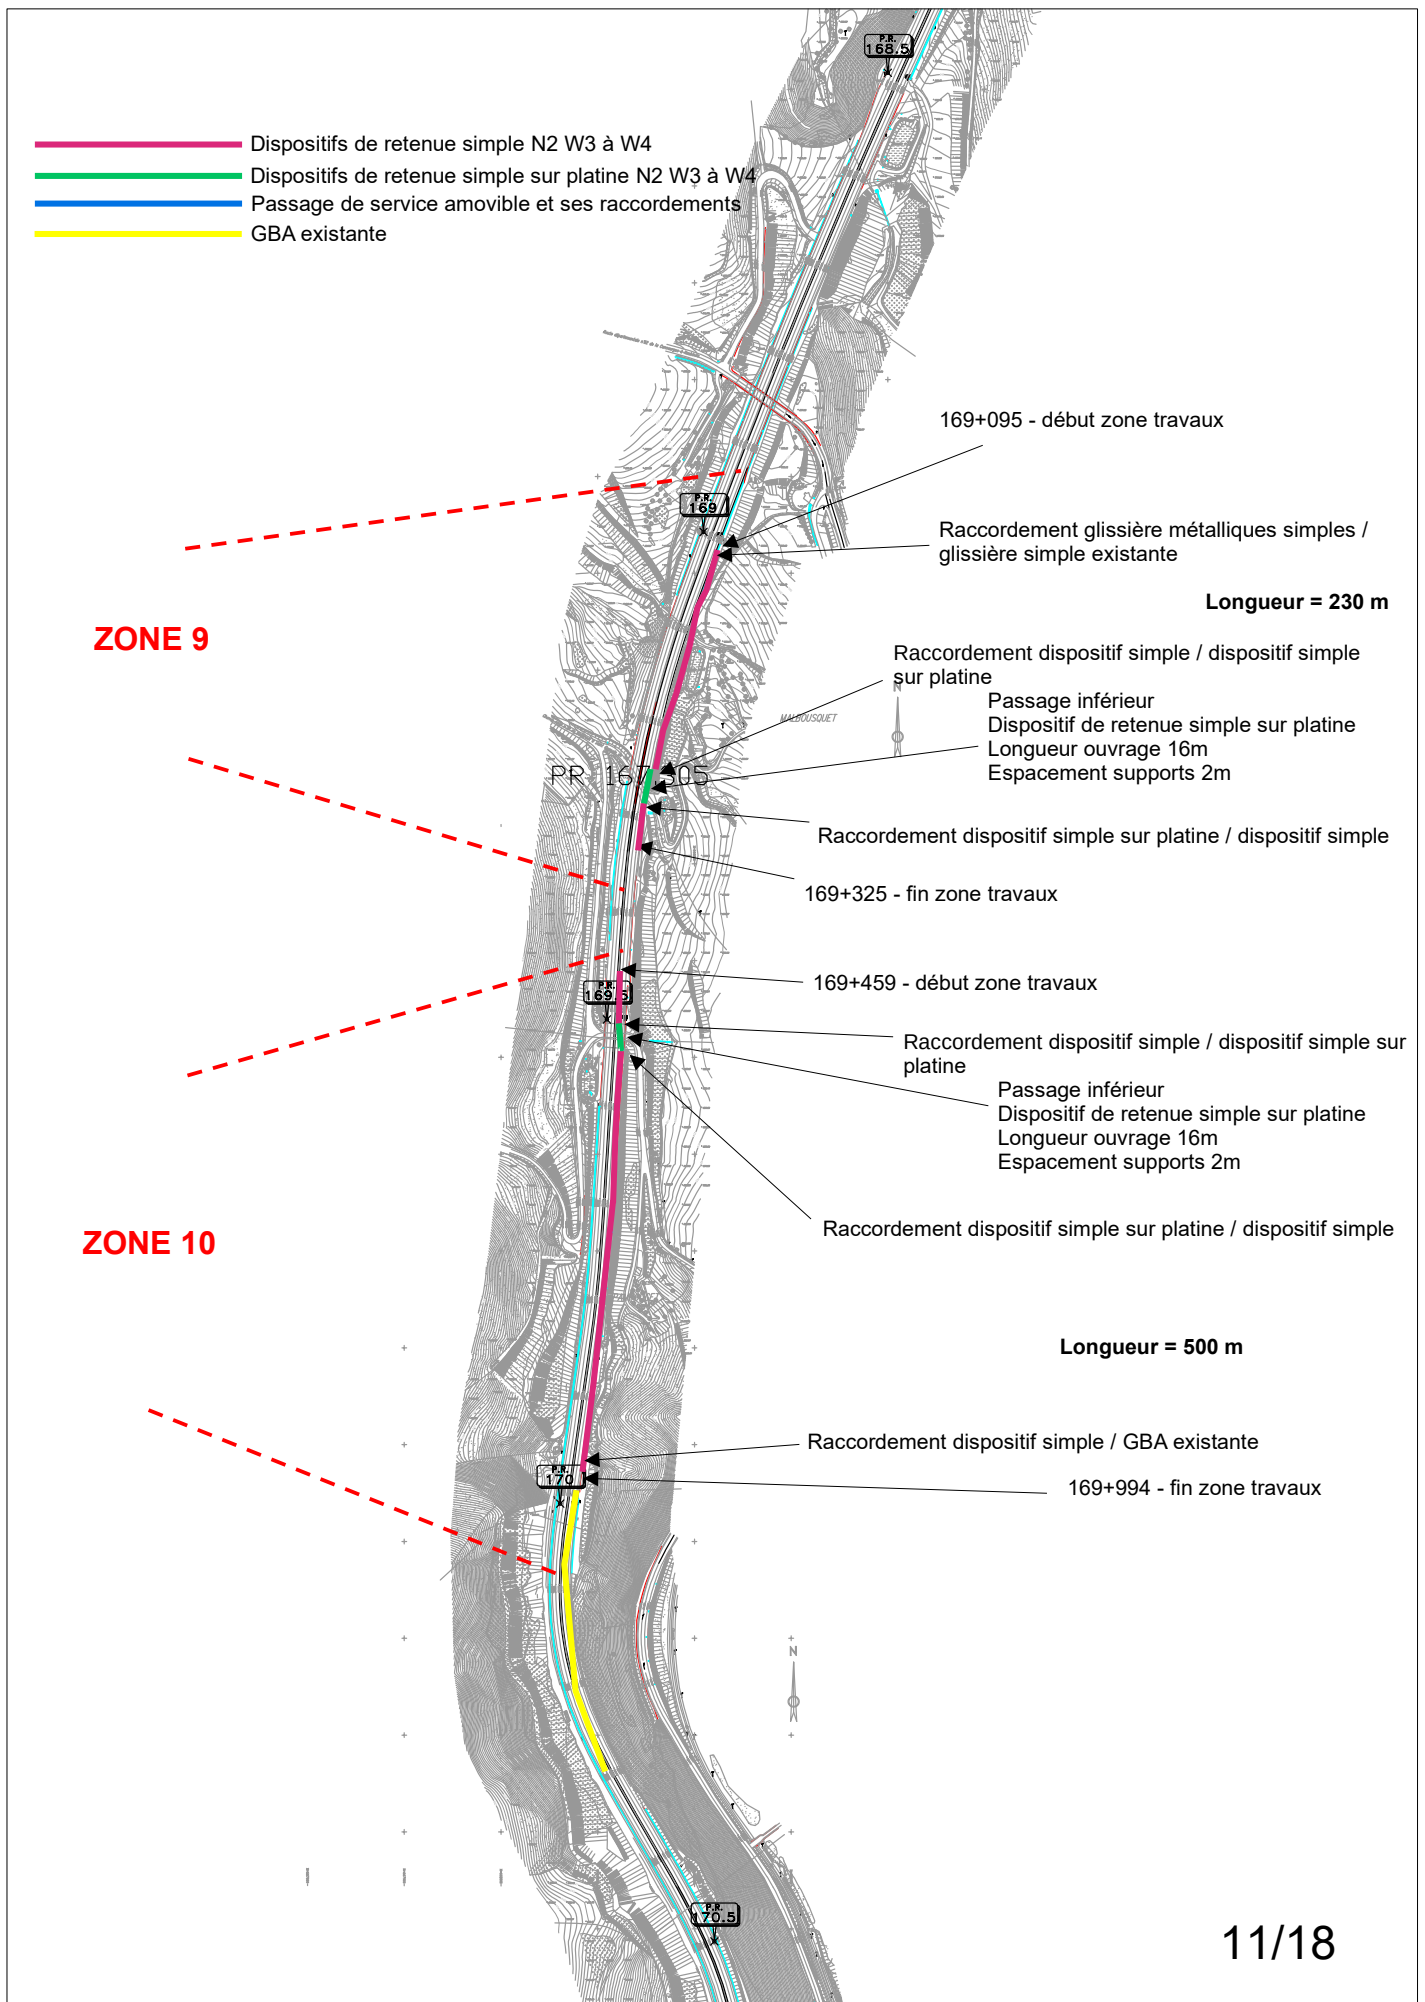 P.R.
168.5
Dispositifs de retenue simple N2 W3 à W4
Dispositifs de retenue simple sur platine N2 W3 à W4
Passage de service amovible et ses raccordements
GBA existante
169+095 - début zone travaux
P.R.
169
Raccordement glissière métalliques simples /
glissière simple existante
Longueur = 230 m
ZONE 9
Raccordement dispositif simple / dispositif simple
sur platine
N
Passage inférieur
MALBOUSQUET
Dispositif de retenue simple sur platine
Longueur ouvrage 16m
Espacement supports 2m
PR 167.305
Raccordement dispositif simple sur platine / dispositif simple
169+325 - fin zone travaux
169+459 - début zone travaux
P.R.
169.5
Raccordement dispositif simple / dispositif simple sur
platine
Passage inférieur
Dispositif de retenue simple sur platine
Longueur ouvrage 16m
Espacement supports 2m
Raccordement dispositif simple sur platine / dispositif simple
ZONE 10
Longueur = 500 m
Raccordement dispositif simple / GBA existante
P.R.
170
169+994 - fin zone travaux
N
P.R.
170.5
11/18